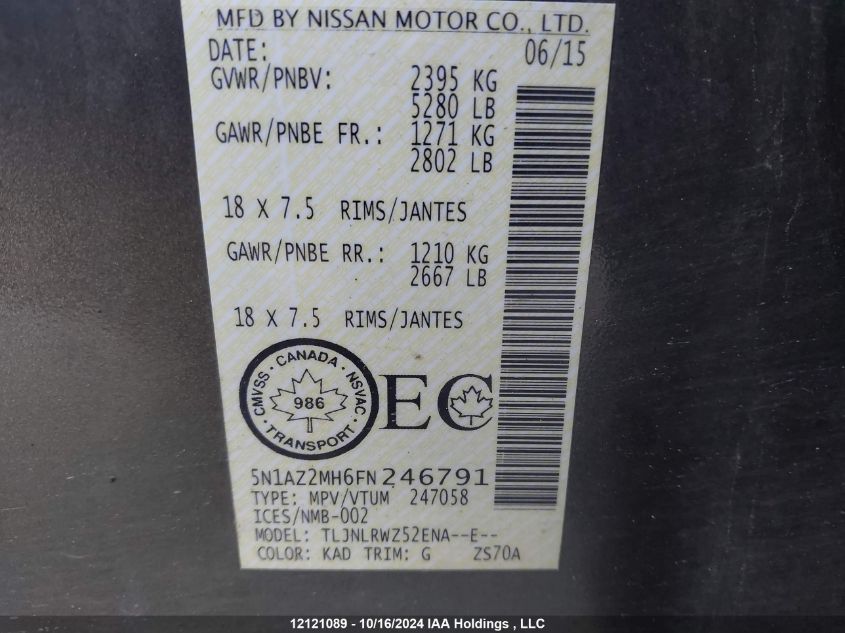 MFD BY NISSAN MOTOR CO., LTD.
DATE: 06/15
GVWR/PNBV: 2395 KG
5280 LB
GAWR/PNBE FR.: 1271 KG
2802 LB
18 X 7.5 RIMS/JANTES
GAWR/PNBE RR.: 1210 KG
2667 LB
18 X 7.5 RIMS/JANTES
CMVSS · CANADA · NSVAC
986
· TRANSPORT ·
EC
5N1AZ2MH6FN246791
TYPE: MPV/VTUM 247058
ICES/NMB-002
MODEL: TLJNLRWZ52ENA--E--
COLOR: KAD TRIM: G ZS70A
12121089 - 10/16/2024 IAA Holdings , LLC